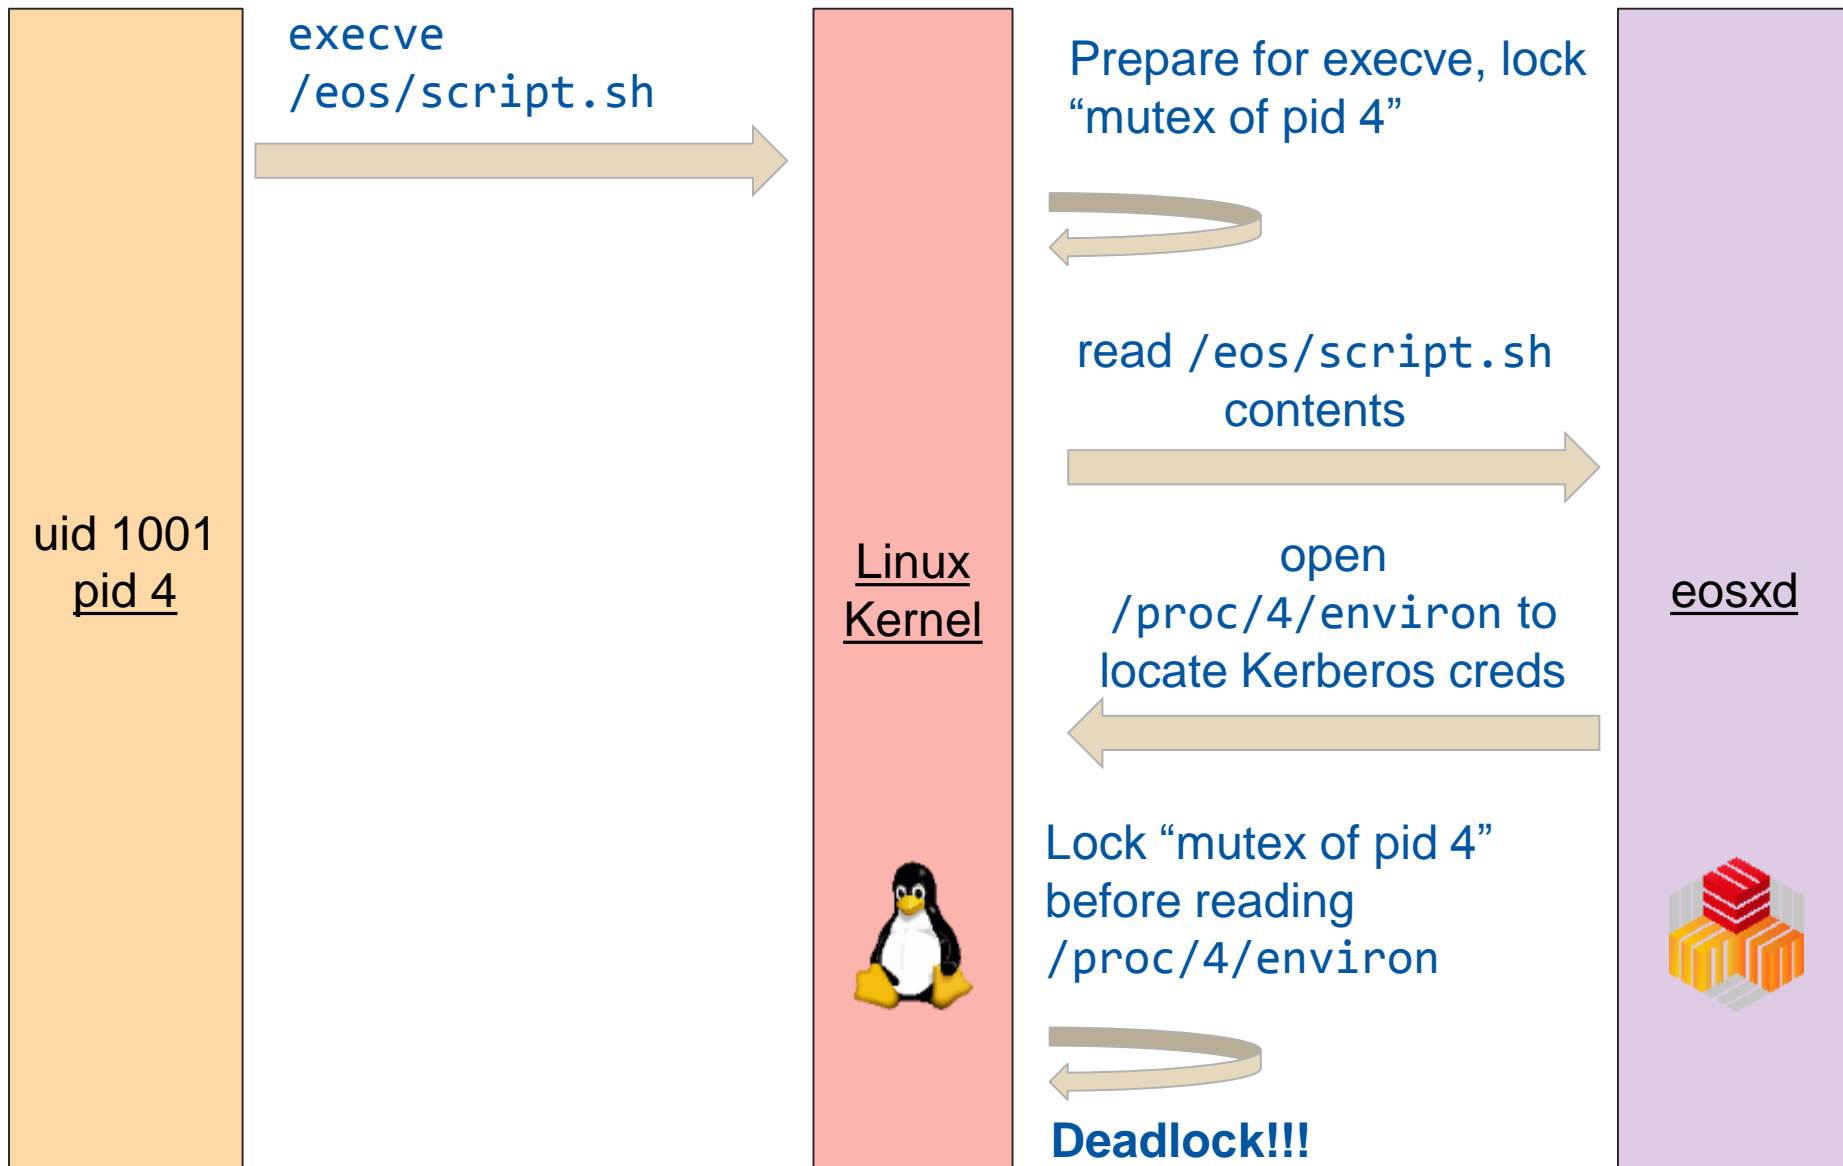 execve
/eos/script.sh
Prepare for execve, lock
“mutex of pid 4”
read /eos/script.sh
contents
uid 1001
pid 4
Linux
Kernel
open
/proc/4/environ to
locate Kerberos creds
eosxd
Lock “mutex of pid 4”
before reading
/proc/4/environ
Deadlock!!!